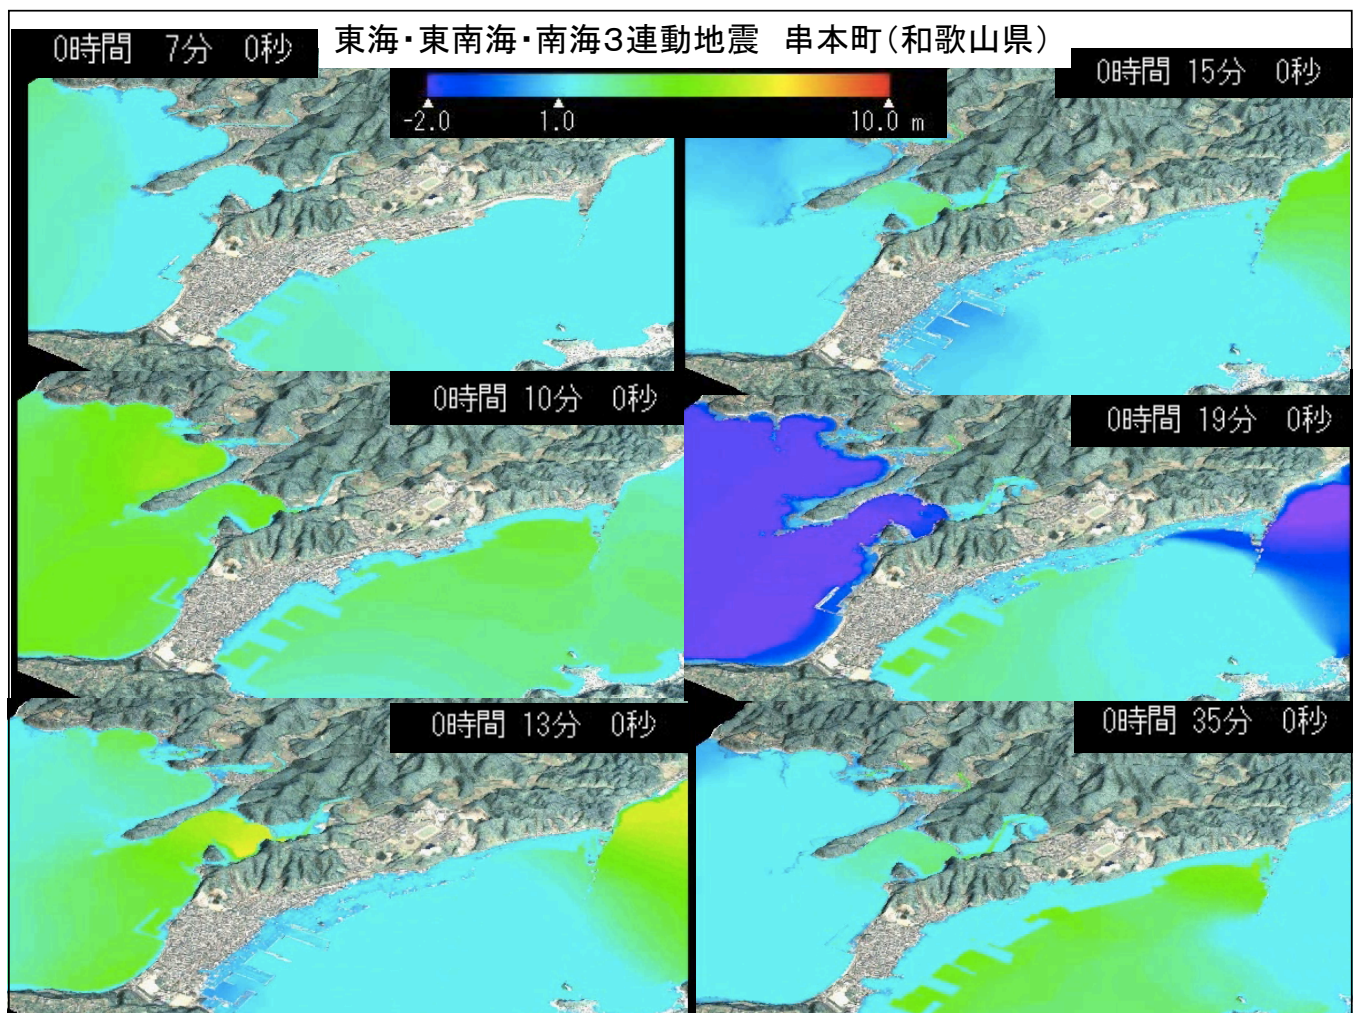 東海・東南海・南海3連動地震　串本町(和歌山県)
0時間　7分　0秒
-2.0　1.0　10.0 m
0時間 15分　0秒
0時間 10分　0秒
0時間 19分　0秒
0時間 13分　0秒
0時間 35分　0秒